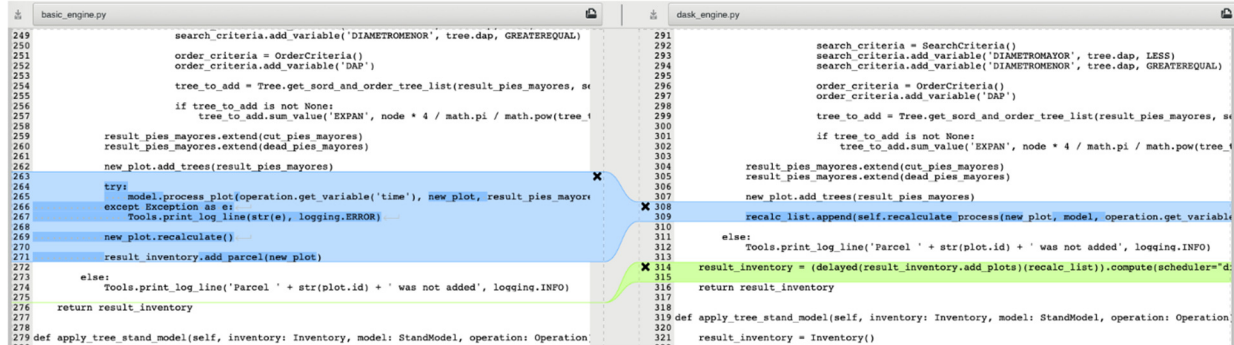 basic_engine.py
249 search_criteria.add_variable('DIAMETROMENOR', tree.dap, GREATEREQUAL)
250
251 order_criteria = OrderCriteria()
252 order_criteria.add_variable('DAP')
253
254 tree_to_add = Tree.get_sord_and_order_tree_list(result_pies_mayores, se
255
256 if tree_to_add is not None:
257 tree_to_add.sum_value('EXPAN', node * 4 / math.pi / math.pow(tree_t
258
259 result_pies_mayores.extend(cut_pies_mayores)
260 result_pies_mayores.extend(dead_pies_mayores)
261
262 new_plot.add_trees(result_pies_mayores)
263
264 try:
265 model.process_plot(operation.get_variable('time'), new_plot, result_pies_mayore
266 except Exception as e:
267 Tools.print_log_line(str(e), logging.ERROR)
268
269 new_plot.recalculate()
270
271 result_inventory.add_parcel(new_plot)
272
273 else:
274 Tools.print_log_line('Parcel ' + str(plot.id) + ' was not added', logging.INFO)
275
276 return result_inventory
277
278
279 def apply_tree_stand_model(self, inventory: Inventory, model: StandModel, operation: Operation
dask_engine.py
291
292 search_criteria = SearchCriteria()
293 search_criteria.add_variable('DIAMETROMAYOR', tree.dap, LESS)
294 search_criteria.add_variable('DIAMETROMENOR', tree.dap, GREATEREQUAL)
295
296 order_criteria = OrderCriteria()
297 order_criteria.add_variable('DAP')
298
299 tree_to_add = Tree.get_sord_and_order_tree_list(result_pies_mayores, se
300
301 if tree_to_add is not None:
302 tree_to_add.sum_value('EXPAN', node * 4 / math.pi / math.pow(tree_t
303
304 result_pies_mayores.extend(cut_pies_mayores)
305 result_pies_mayores.extend(dead_pies_mayores)
306
307 new_plot.add_trees(result_pies_mayores)
308
309 recalc_list.append(self.recalculate_process(new_plot, model, operation.get_variable
310
311 else:
312 Tools.print_log_line('Parcel ' + str(plot.id) + ' was not added', logging.INFO)
313
314 result_inventory = (delayed(result_inventory.add_plots)(recalc_list)).compute(scheduler="di
315
316 return result_inventory
317
318
319 def apply_tree_stand_model(self, inventory: Inventory, model: StandModel, operation: Operation
320
321 result_inventory = Inventory()